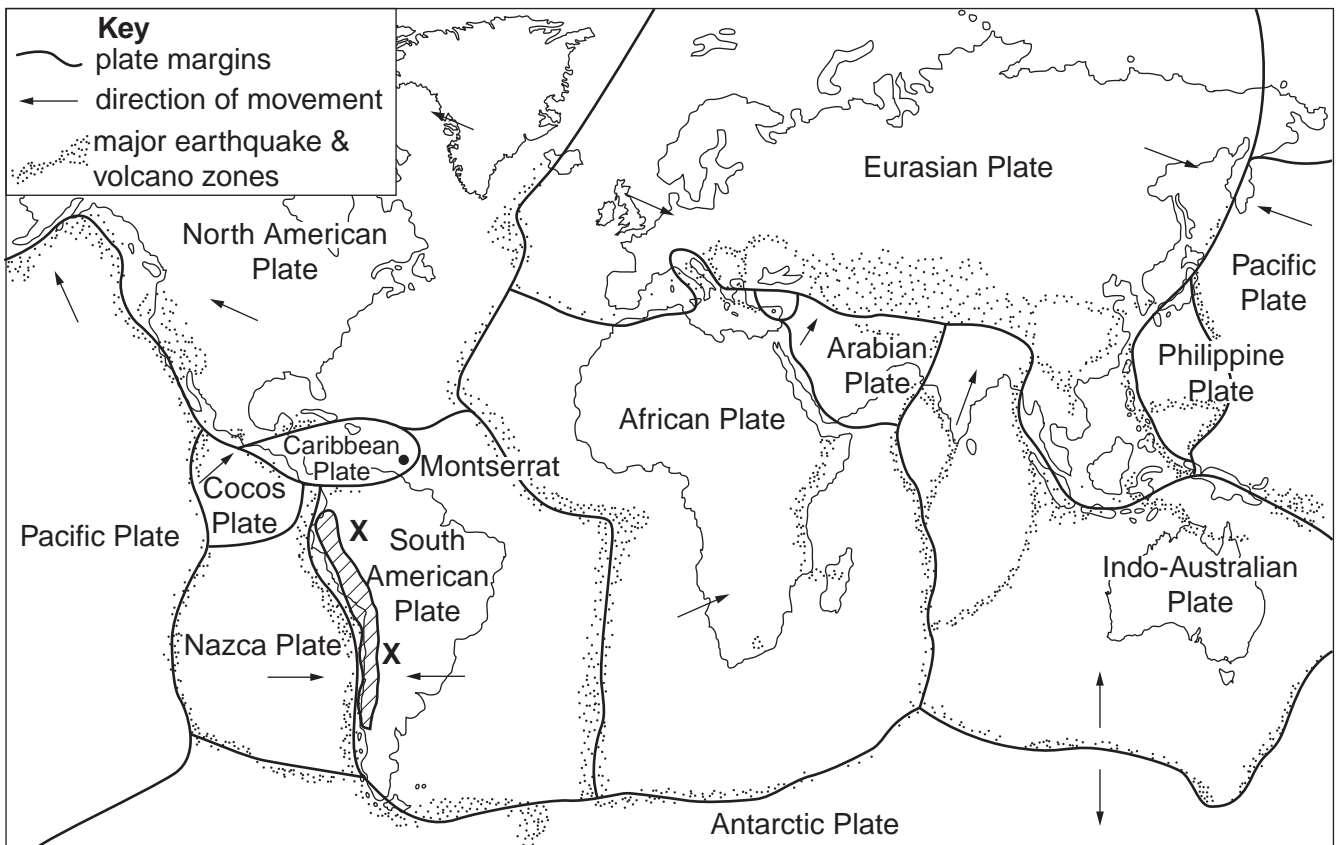 Key
plate margins
direction of movement
major earthquake &
volcano zones
North American
Plate
Eurasian Plate
Pacific
Plate
Philippine
Plate
Arabian
Plate
African Plate
Caribbean
Plate
Montserrat
Cocos
Plate
Pacific Plate
X
South
American
Plate
Indo-Australian
Plate
Nazca Plate
X
Antarctic Plate